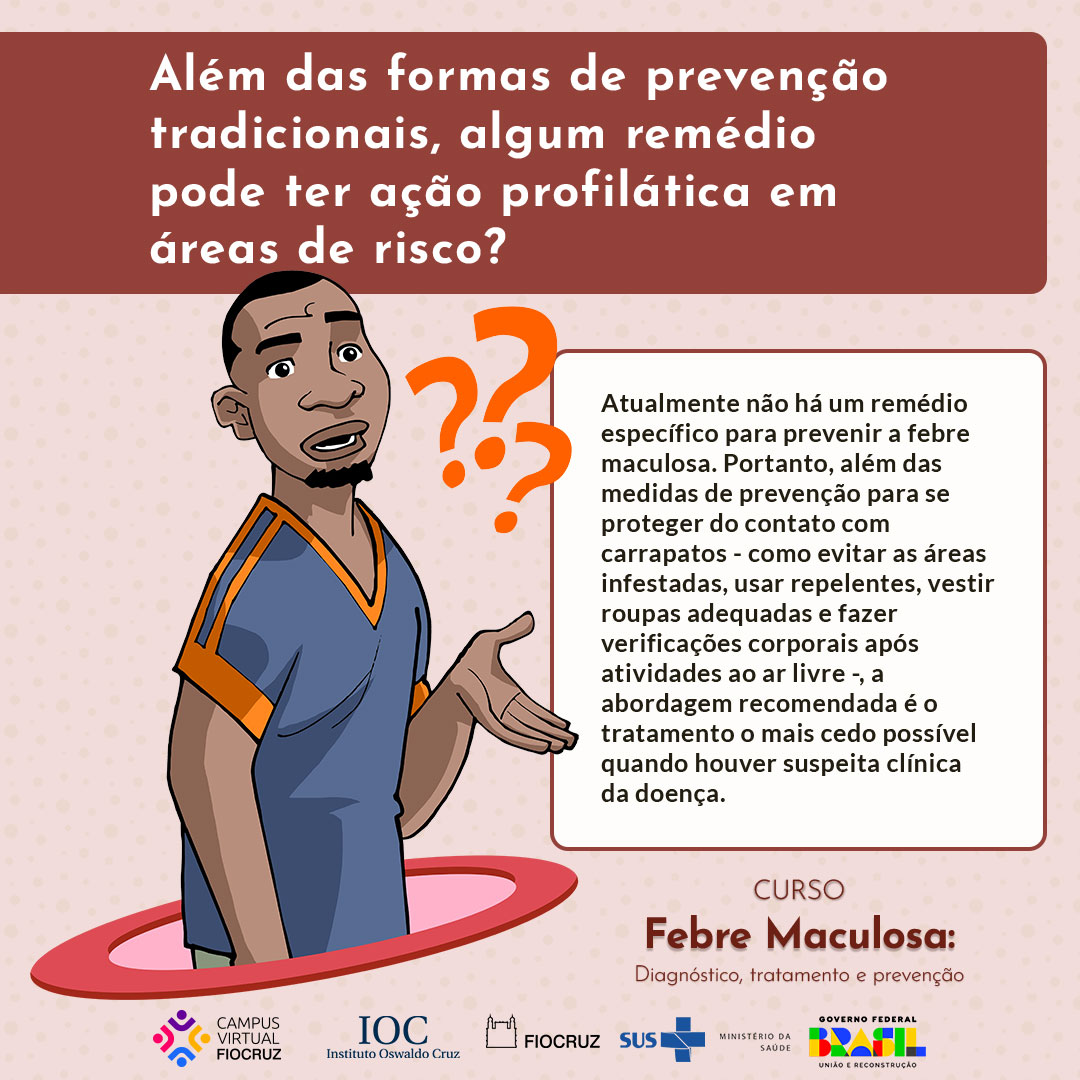 Além das formas de prevenção
tradicionais, algum remédio
pode ter ação profilática em
áreas de risco?
???
Atualmente não há um remédio
específico para prevenir a febre
maculosa. Portanto, além das
medidas de prevenção para se
proteger do contato com
carrapatos - como evitar as áreas
infestadas, usar repelentes, vestir
roupas adequadas e fazer
verificações corporais após
atividades ao ar livre -, a
abordagem recomendada é o
tratamento o mais cedo possível
quando houver suspeita clínica
da doença.
CURSO
Febre Maculosa:
Diagnóstico, tratamento e prevenção
CAMPUS
VIRTUAL
FIOCRUZ
IOC
Instituto Oswaldo Cruz
FIOCRUZ
SUS
MINISTÉRIO DA
SAÚDE
GOVERNO FEDERAL
BRASIL
UNIÃO E RECONSTRUÇÃO